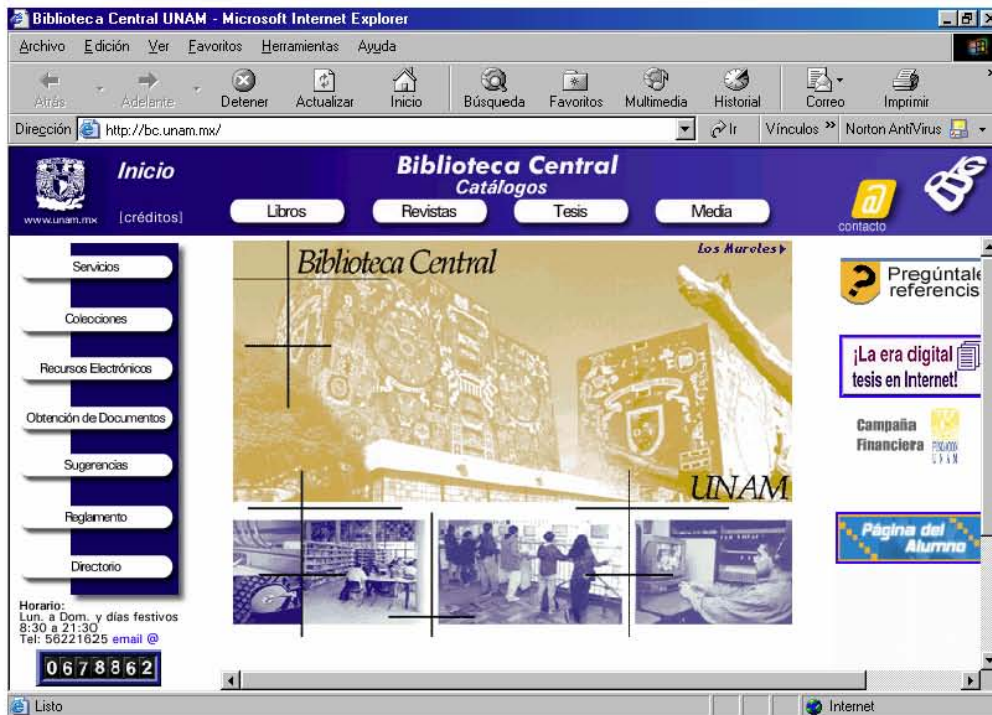 Biblioteca Central UNAM - Microsoft Internet Explorer
Archivo Edición Ver Favoritos Herramientas Ayuda
Atrás Adelante Detener Actualizar Inicio Búsqueda Favoritos Multimedia Historial Correo Imprimir »
Dirección http://bc.unam.mx/ Ir Vínculos » Norton AntiVirus
Inicio
[créditos]
www.unam.mx
Biblioteca Central
Catálogos
Libros Revistas Tesis Media
@
contacto
Servicios
Colecciones
Recursos Electrónicos
Obtención de Documentos
Sugerencias
Reglamento
Directorio
Horario:
Lun. a Dom. y días festivos
8:30 a 21:30
Tel: 56221625 email @
0678862
Los Murales
Biblioteca Central
UNAM
? Pregúntale
referencis
¡La era digital
tesis en Internet!
Campaña
Financiera
UNAM
Página del
Alumno
Listo Internet